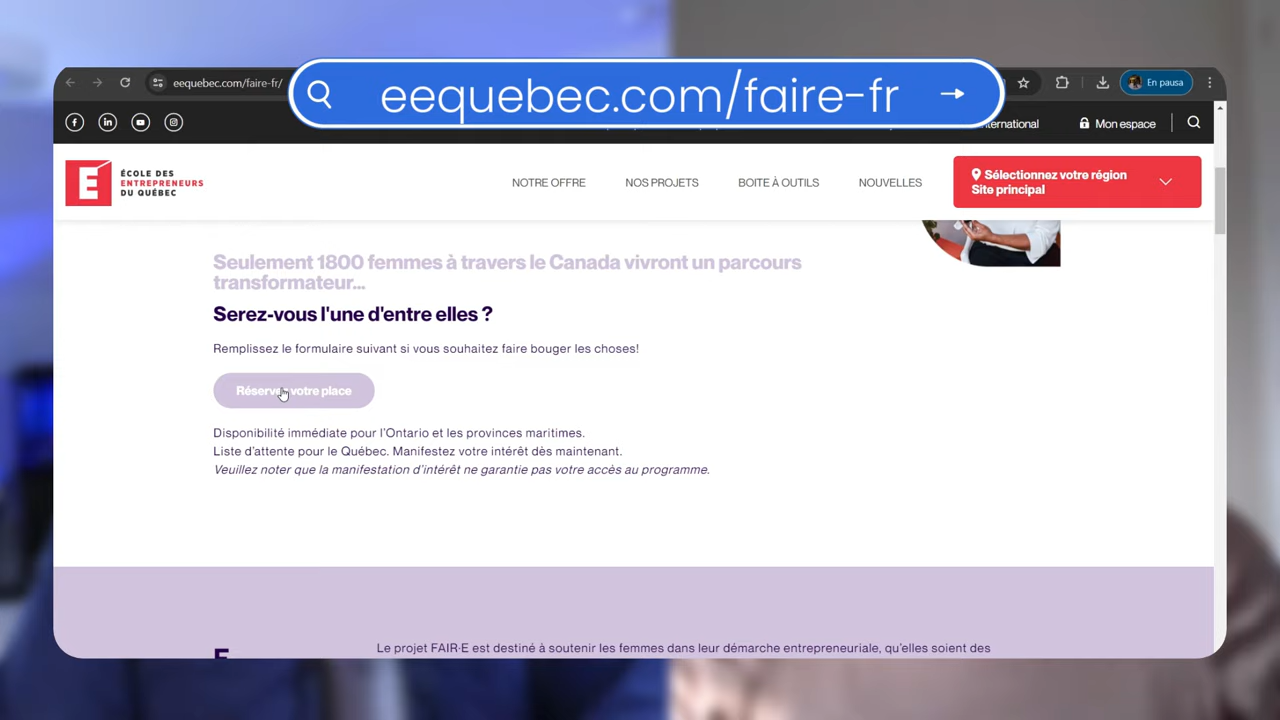 eequebec.com/faire-fr/
eequebec.com/faire-fr
En pausa
Mon espace
ÉCOLE DES
ENTREPRENEURS
DU QUÉBEC
NOTRE OFFRE
NOS PROJETS
BOITE À OUTILS
NOUVELLES
Sélectionnez votre région
Site principal
Seulement 1800 femmes à travers le Canada vivront un parcours
transformateur...
Serez-vous l'une d'entre elles ?
Remplissez le formulaire suivant si vous souhaitez faire bouger les choses!
Réservez votre place
Disponibilité immédiate pour l'Ontario et les provinces maritimes.
Liste d'attente pour le Québec. Manifestez votre intérêt dès maintenant.
Veuillez noter que la manifestation d'intérêt ne garantie pas votre accès au programme.
Le projet FAIR·E est destiné à soutenir les femmes dans leur démarche entrepreneuriale, qu'elles soient des